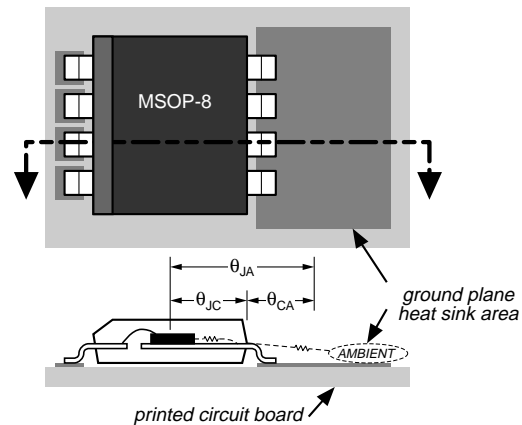 MSOP-8
θJA
θJC
θCA
ground plane
heat sink area
AMBIENT
printed circuit board